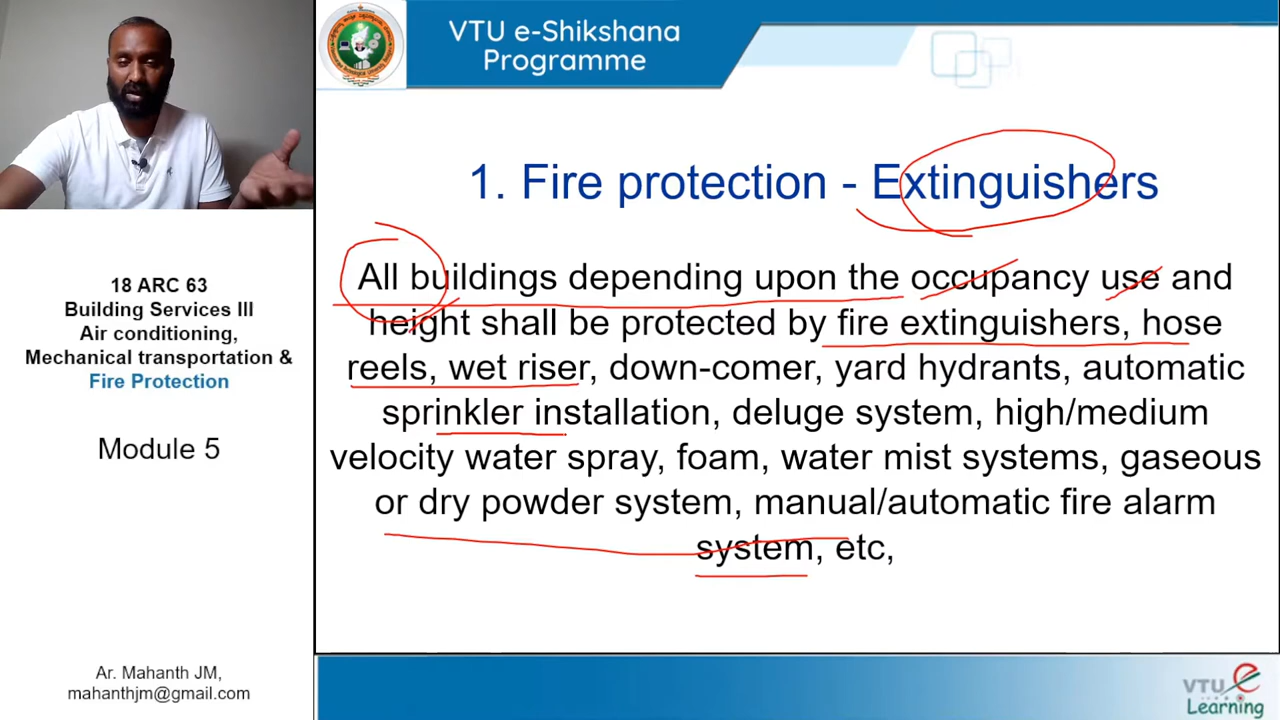 VTU e-Shikshana
Programme
1. Fire protection - Extinguishers
All buildings depending upon the occupancy use and
height shall be protected by fire extinguishers, hose
reels, wet riser, down-comer, yard hydrants, automatic
sprinkler installation, deluge system, high/medium
velocity water spray, foam, water mist systems, gaseous
or dry powder system, manual/automatic fire alarm
system, etc,
18 ARC 63
Building Services III
Air conditioning,
Mechanical transportation &
Fire Protection
Module 5
Ar. Mahanth JM,
mahanthjm@gmail.com
VTU
Learning